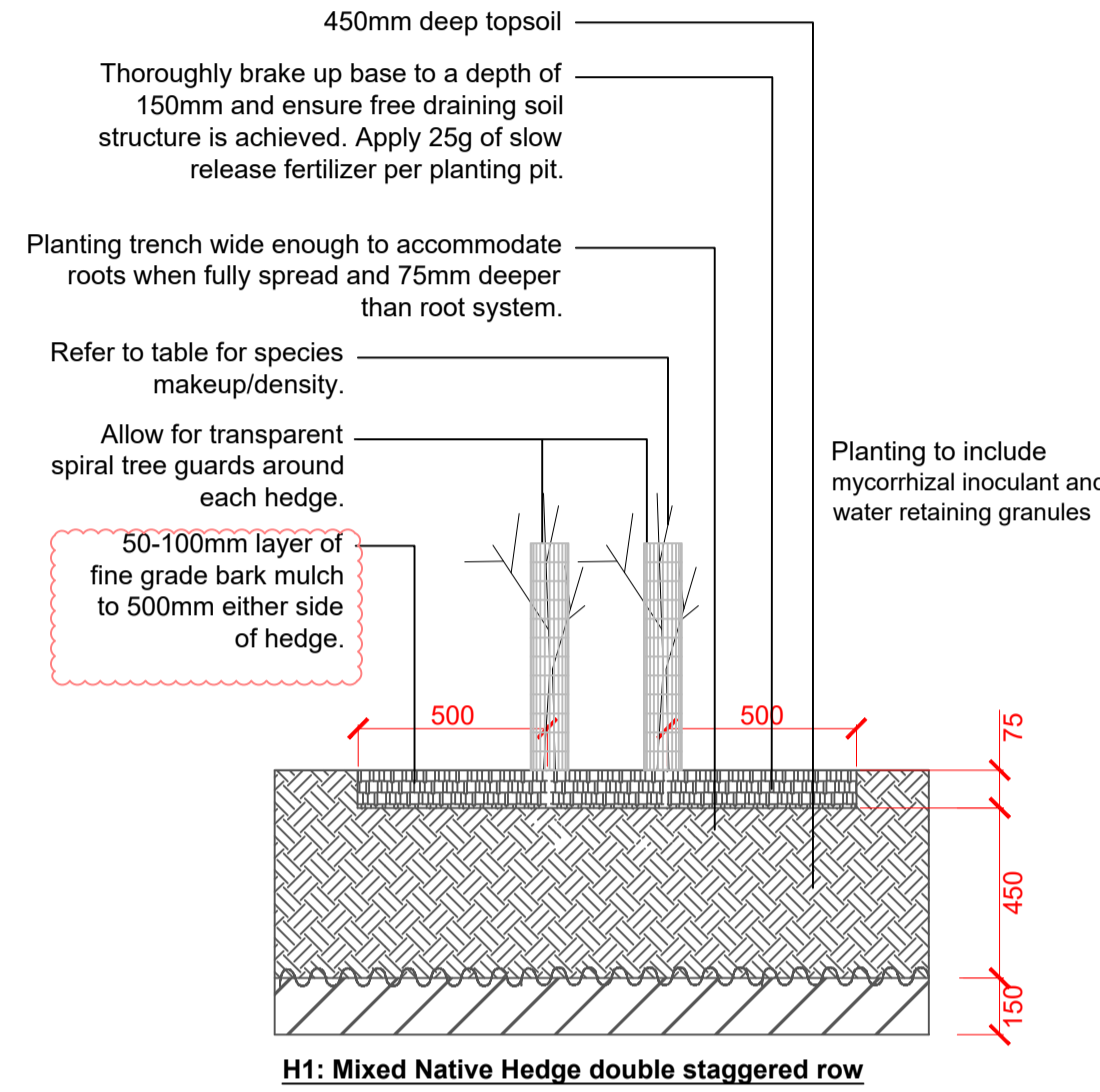 450mm deep topsoil
Thoroughly brake up base to a depth of
150mm and ensure free draining soil
structure is achieved. Apply 25g of slow
release fertilizer per planting pit.
Planting trench wide enough to accommodate
roots when fully spread and 75mm deeper
than root system.
Refer to table for species
makeup/density.
Allow for transparent
spiral tree guards around
each hedge.
Planting to include
mycorrhizal inoculant and
water retaining granules
50-100mm layer of
fine grade bark mulch
to 500mm either side
of hedge.
500
500
75
450
150
H1: Mixed Native Hedge double staggered row